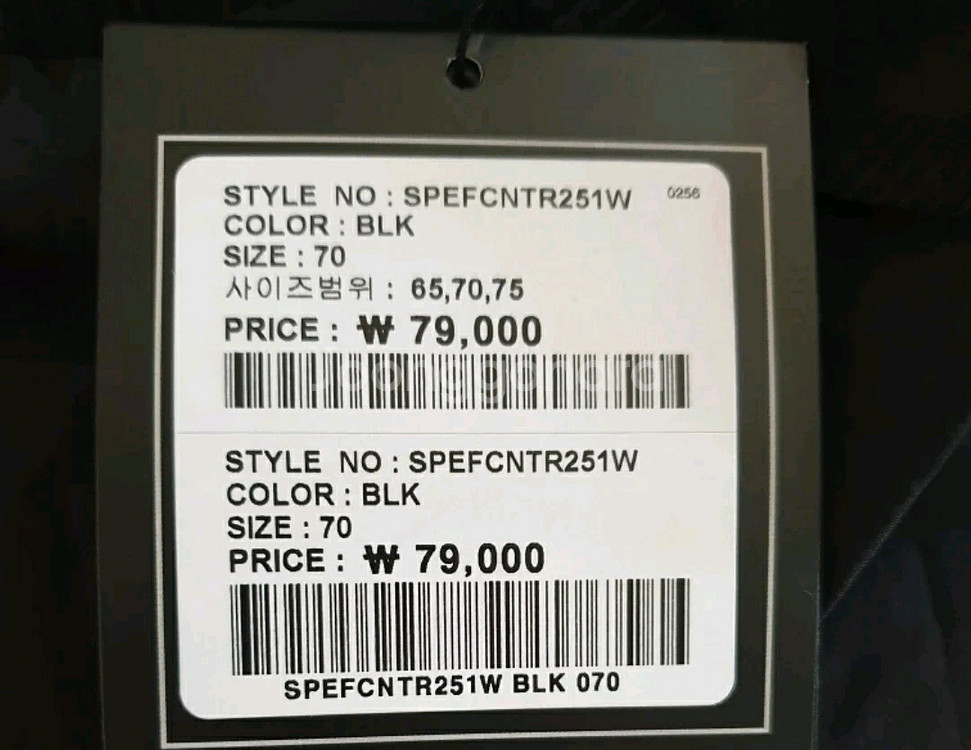 STYLE NO : SPEFCNTR251W 0256
COLOR : BLK
SIZE : 70
사이즈범위 : 65,70,75
PRICE : ₩ 79,000
Joonggonara
STYLE NO : SPEFCNTR251W
COLOR : BLK
SIZE : 70
PRICE : ₩ 79,000
SPEFCNTR251W BLK 070